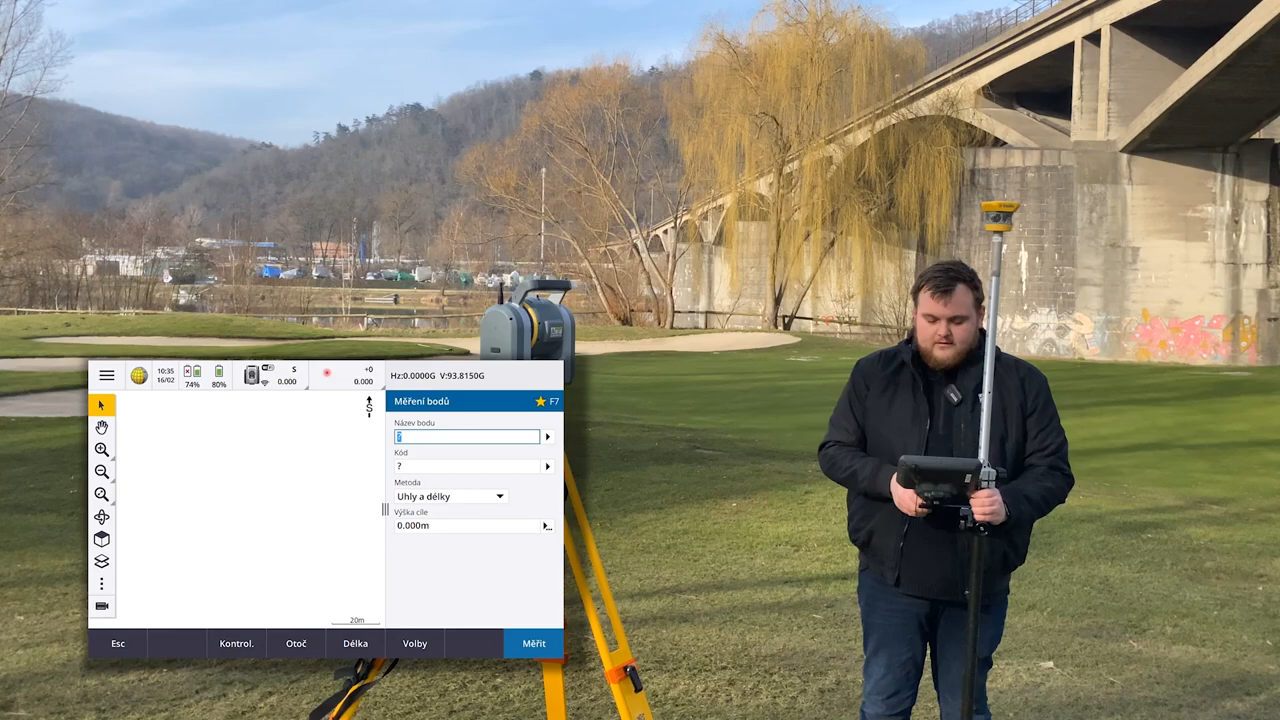 10:35
16/02
74%
80%
S
0.000
+0
0.000
Hz:0.0000G V:93.8150G
Měření bodů
F7
Název bodu
?
Kód
?
Metoda
Uhly a délky
Výška cíle
0.000m
S
20m
Esc
Kontrol.
Otoč
Délka
Volby
Měřit